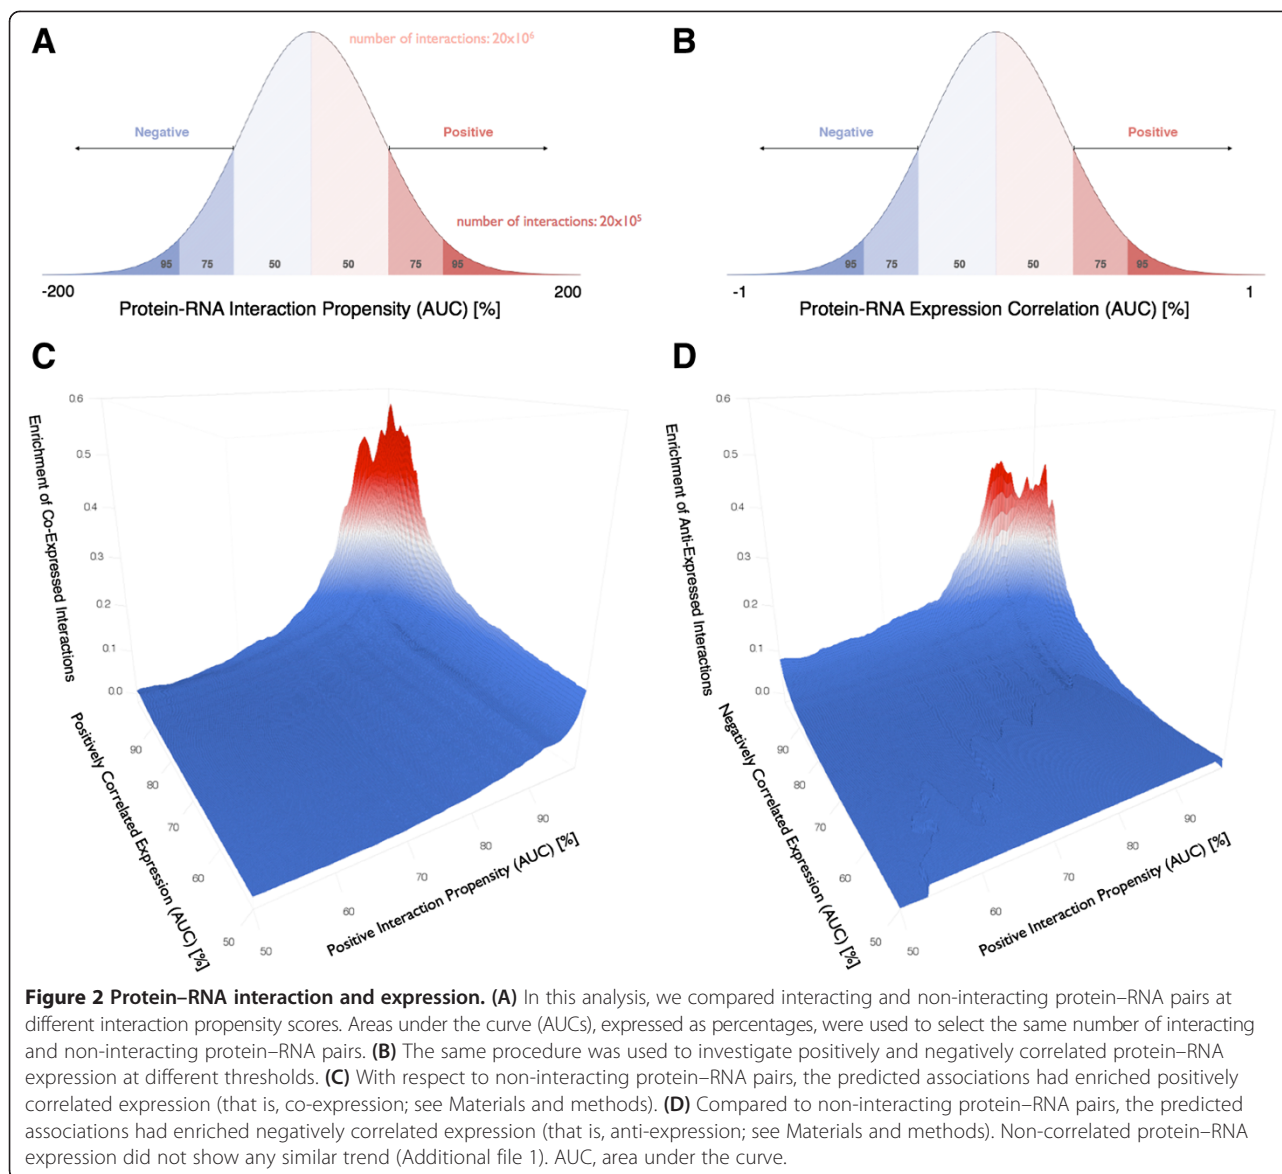 A
number of interactions: 20x10⁶
Negative
Positive
number of interactions: 20x10⁵
95 75 50 50 75 95
-200 200
Protein-RNA Interaction Propensity (AUC) [%]
B
Negative
Positive
95 75 50 50 75 95
-1 1
Protein-RNA Expression Correlation (AUC) [%]
C
Enrichment of Co-Expressed Interactions
0.6
0.5
0.4
0.3
0.2
0.1
0.0
Positively Correlated Expression (AUC) [%]
90
80
70
60
50
Positive Interaction Propensity (AUC) [%]
50
60
70
80
90
D
Enrichment of Anti-Expressed Interactions
0.6
0.5
0.4
0.3
0.2
0.1
0.0
Negatively Correlated Expression (AUC) [%]
90
80
70
60
50
Positive Interaction Propensity (AUC) [%]
50
60
70
80
90
Figure 2 Protein–RNA interaction and expression. (A) In this analysis, we compared interacting and non-interacting protein–RNA pairs at
different interaction propensity scores. Areas under the curve (AUCs), expressed as percentages, were used to select the same number of interacting
and non-interacting protein–RNA pairs. (B) The same procedure was used to investigate positively and negatively correlated protein–RNA
expression at different thresholds. (C) With respect to non-interacting protein–RNA pairs, the predicted associations had enriched positively
correlated expression (that is, co-expression; see Materials and methods). (D) Compared to non-interacting protein–RNA pairs, the predicted
associations had enriched negatively correlated expression (that is, anti-expression; see Materials and methods). Non-correlated protein–RNA
expression did not show any similar trend (Additional file 1). AUC, area under the curve.